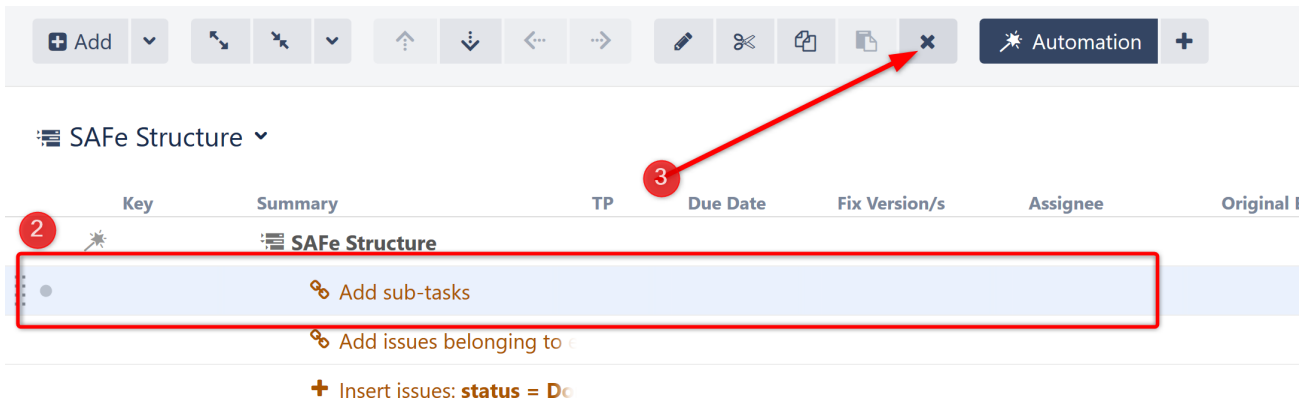 Add
Automation
SAFe Structure
3
Key Summary TP Due Date Fix Version/s Assignee Original
2
SAFe Structure
Add sub-tasks
Add issues belonging to
Insert issues: status = Do